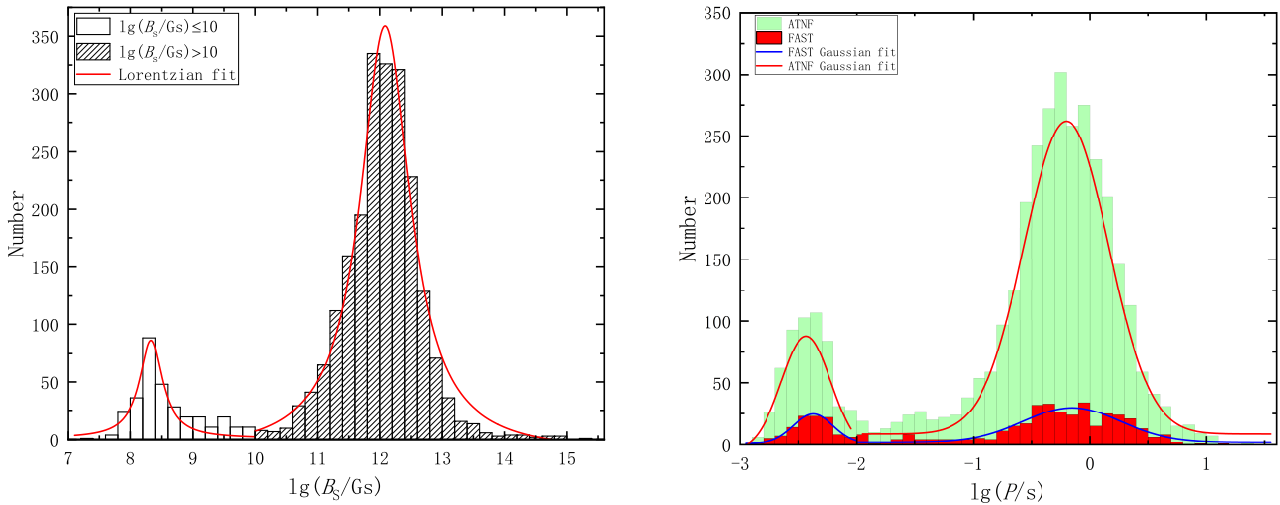 lg(Bs/Gs)≤10
lg(Bs/Gs)>10
Lorentzian fit
350
300
250
200
150
100
50
0
Number
7 8 9 10 11 12 13 14 15
lg(Bs/Gs)
ATNF
FAST
FAST Gaussian fit
ATNF Gaussian fit
350
300
250
200
150
100
50
0
Number
-3 -2 -1 0 1
lg(P/s)